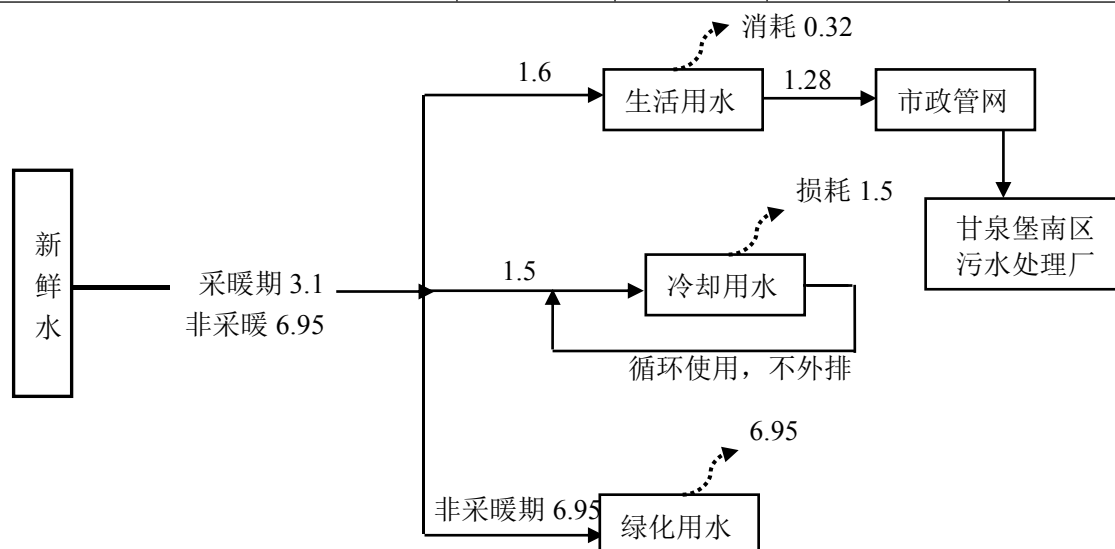 消耗 0.32
1.6
生活用水
1.28
市政管网
新鲜水
采暖期 3.1
非采暖 6.95
损耗 1.5
1.5
冷却用水
甘泉堡南区
污水处理厂
循环使用，不外排
6.95
非采暖期 6.95
绿化用水